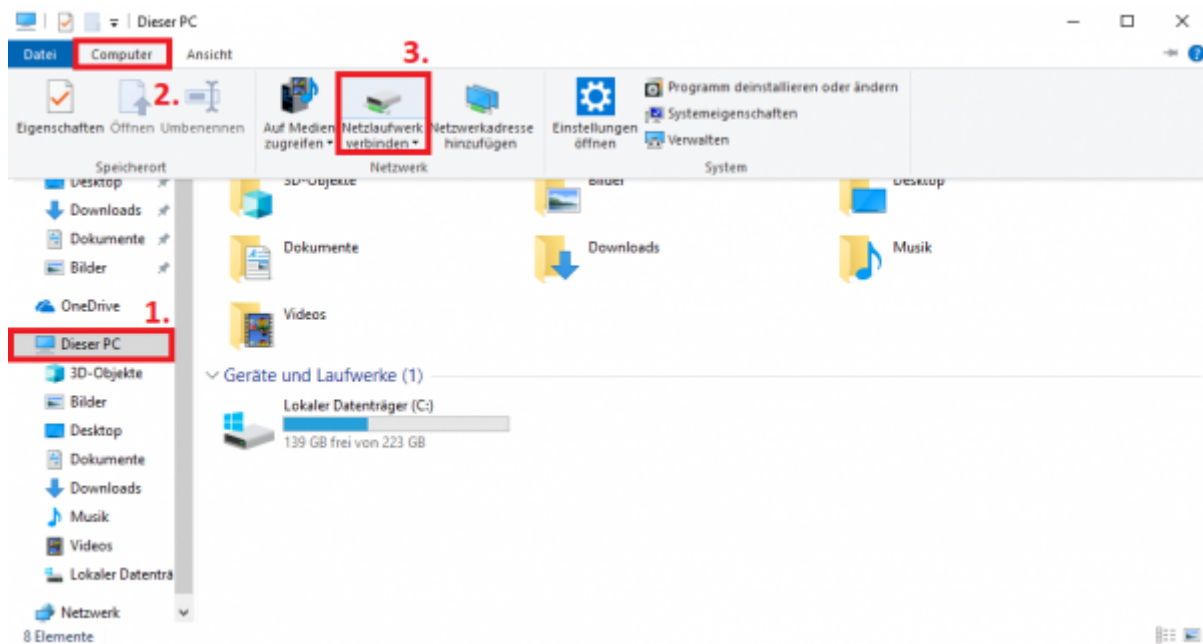 Dieser PC
Datei
Computer
Ansicht
3.
2.
Eigenschaften
Öffnen
Umbenennen
Auf Medien
zugreifen
Netzlaufwerk
verbinden
Netzwerkadresse
hinzufügen
Einstellungen
öffnen
Programm deinstallieren oder ändern
Systemeigenschaften
Verwalten
Speicherort
Netzwerk
System
Desktop
Downloads
Dokumente
Bilder
OneDrive
1.
Dieser PC
3D-Objekte
Bilder
Desktop
Dokumente
Downloads
Musik
Videos
Lokaler Datenträ
Netzwerk
8 Elemente
3D-Objekte
Bilder
Desktop
Dokumente
Downloads
Musik
Videos
Geräte und Laufwerke (1)
Lokaler Datenträger (C:)
139 GB frei von 223 GB